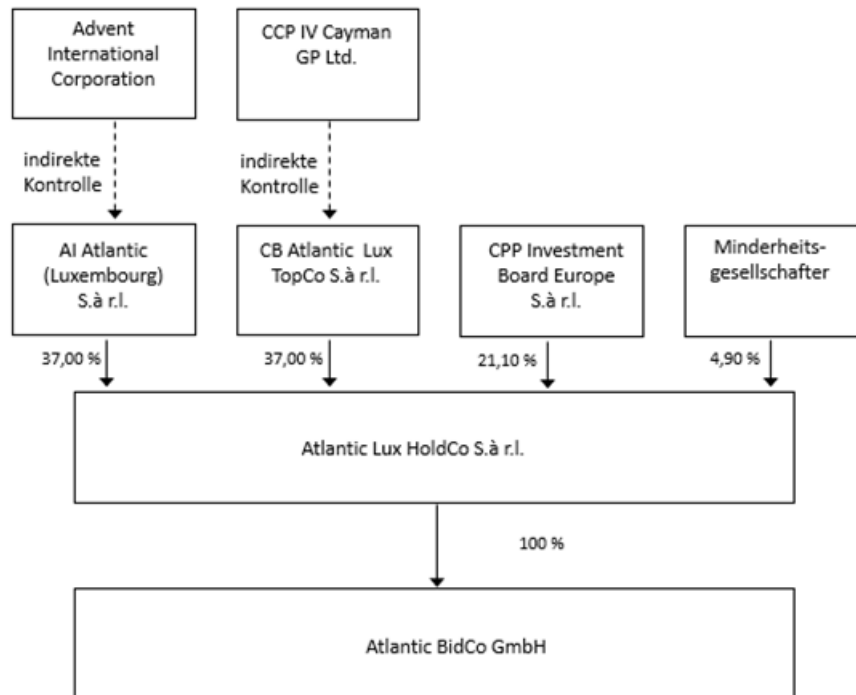 Advent
International
Corporation
CCP IV Cayman
GP Ltd.
indirekte
Kontrolle
indirekte
Kontrolle
AI Atlantic
(Luxembourg)
S.à r.l.
CB Atlantic Lux
TopCo S.à r.l.
CPP Investment
Board Europe
S.à r.l.
Minderheits-
gesellschafter
37,00 %
37,00 %
21,10 %
4,90 %
Atlantic Lux HoldCo S.à r.l.
100 %
Atlantic BidCo GmbH